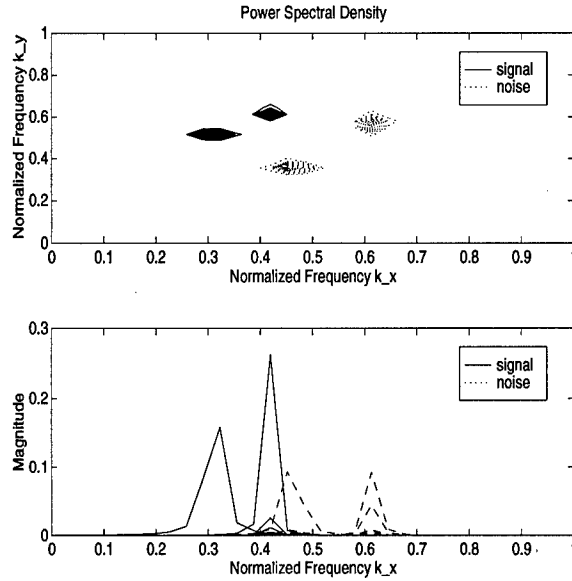 Power Spectral Density
Normalized Frequency k_y
1
0.8
0.6
0.4
0.2
0
signal
noise
0 0.1 0.2 0.3 0.4 0.5 0.6 0.7 0.8 0.9 1
Normalized Frequency k_x
Magnitude
0.3
0.2
0.1
0
signal
noise
0 0.1 0.2 0.3 0.4 0.5 0.6 0.7 0.8 0.9 1
Normalized Frequency k_x